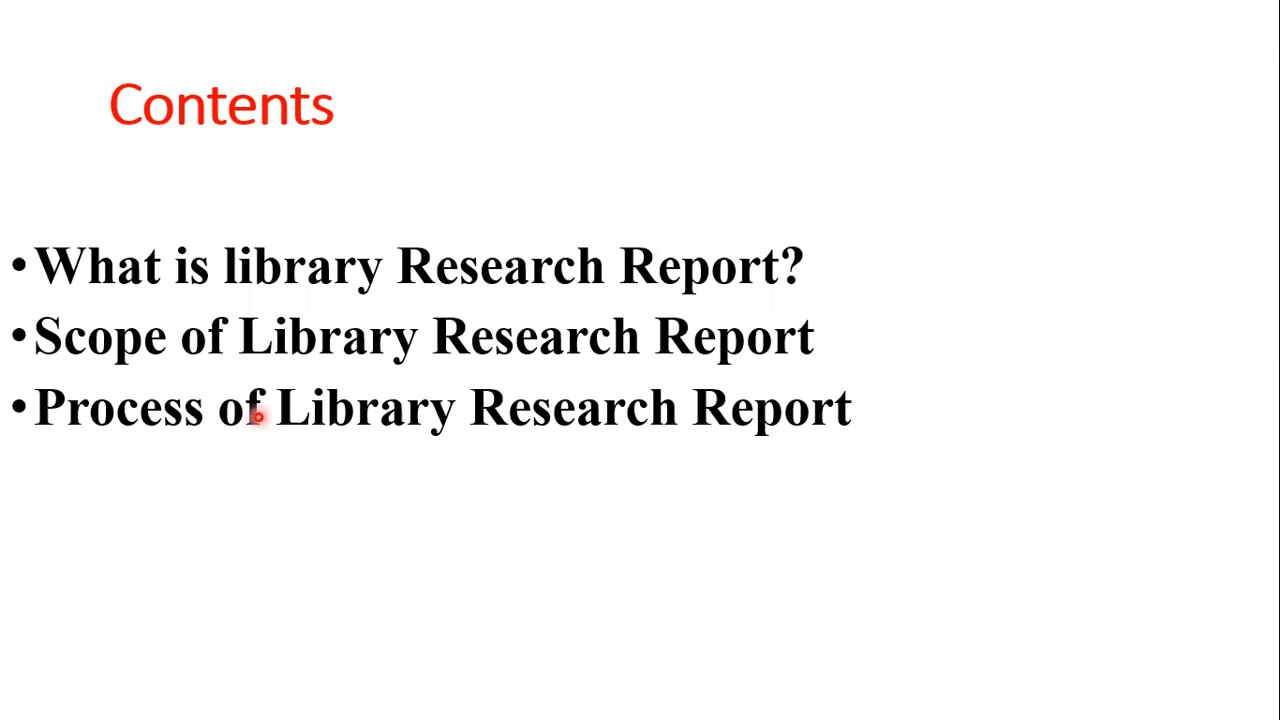 Contents
•What is library Research Report?
•Scope of Library Research Report
•Process of Library Research Report